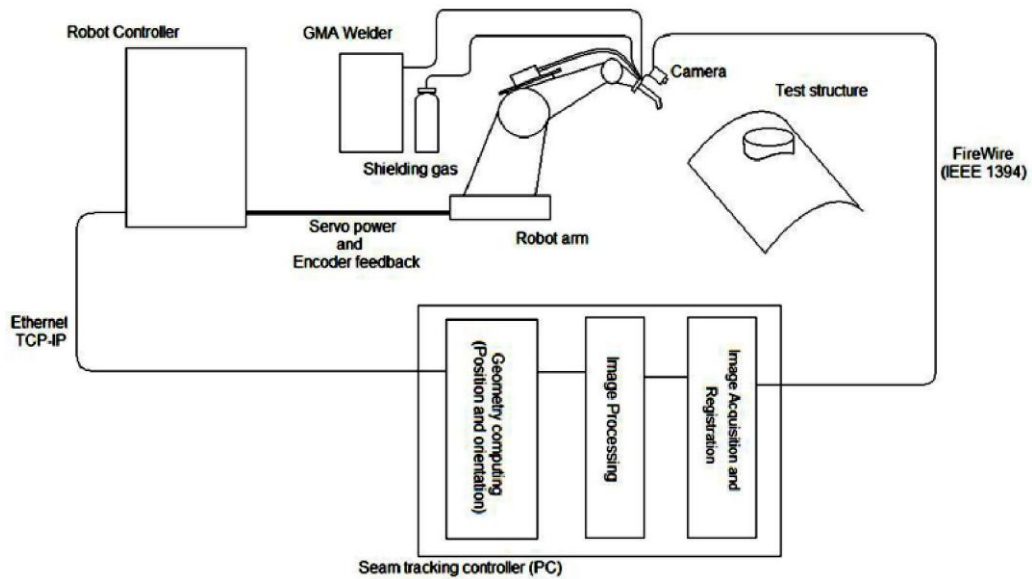 Robot Controller
GMA Welder
Camera
Test structure
Shielding gas
FireWire
(IEEE 1394)
Servo power
and
Encoder feedback
Robot arm
Ethernet
TCP-IP
Geometry computing
(Position and orientation)
Image Processing
Image Acquisition and
Registration
Seam tracking controller (PC)